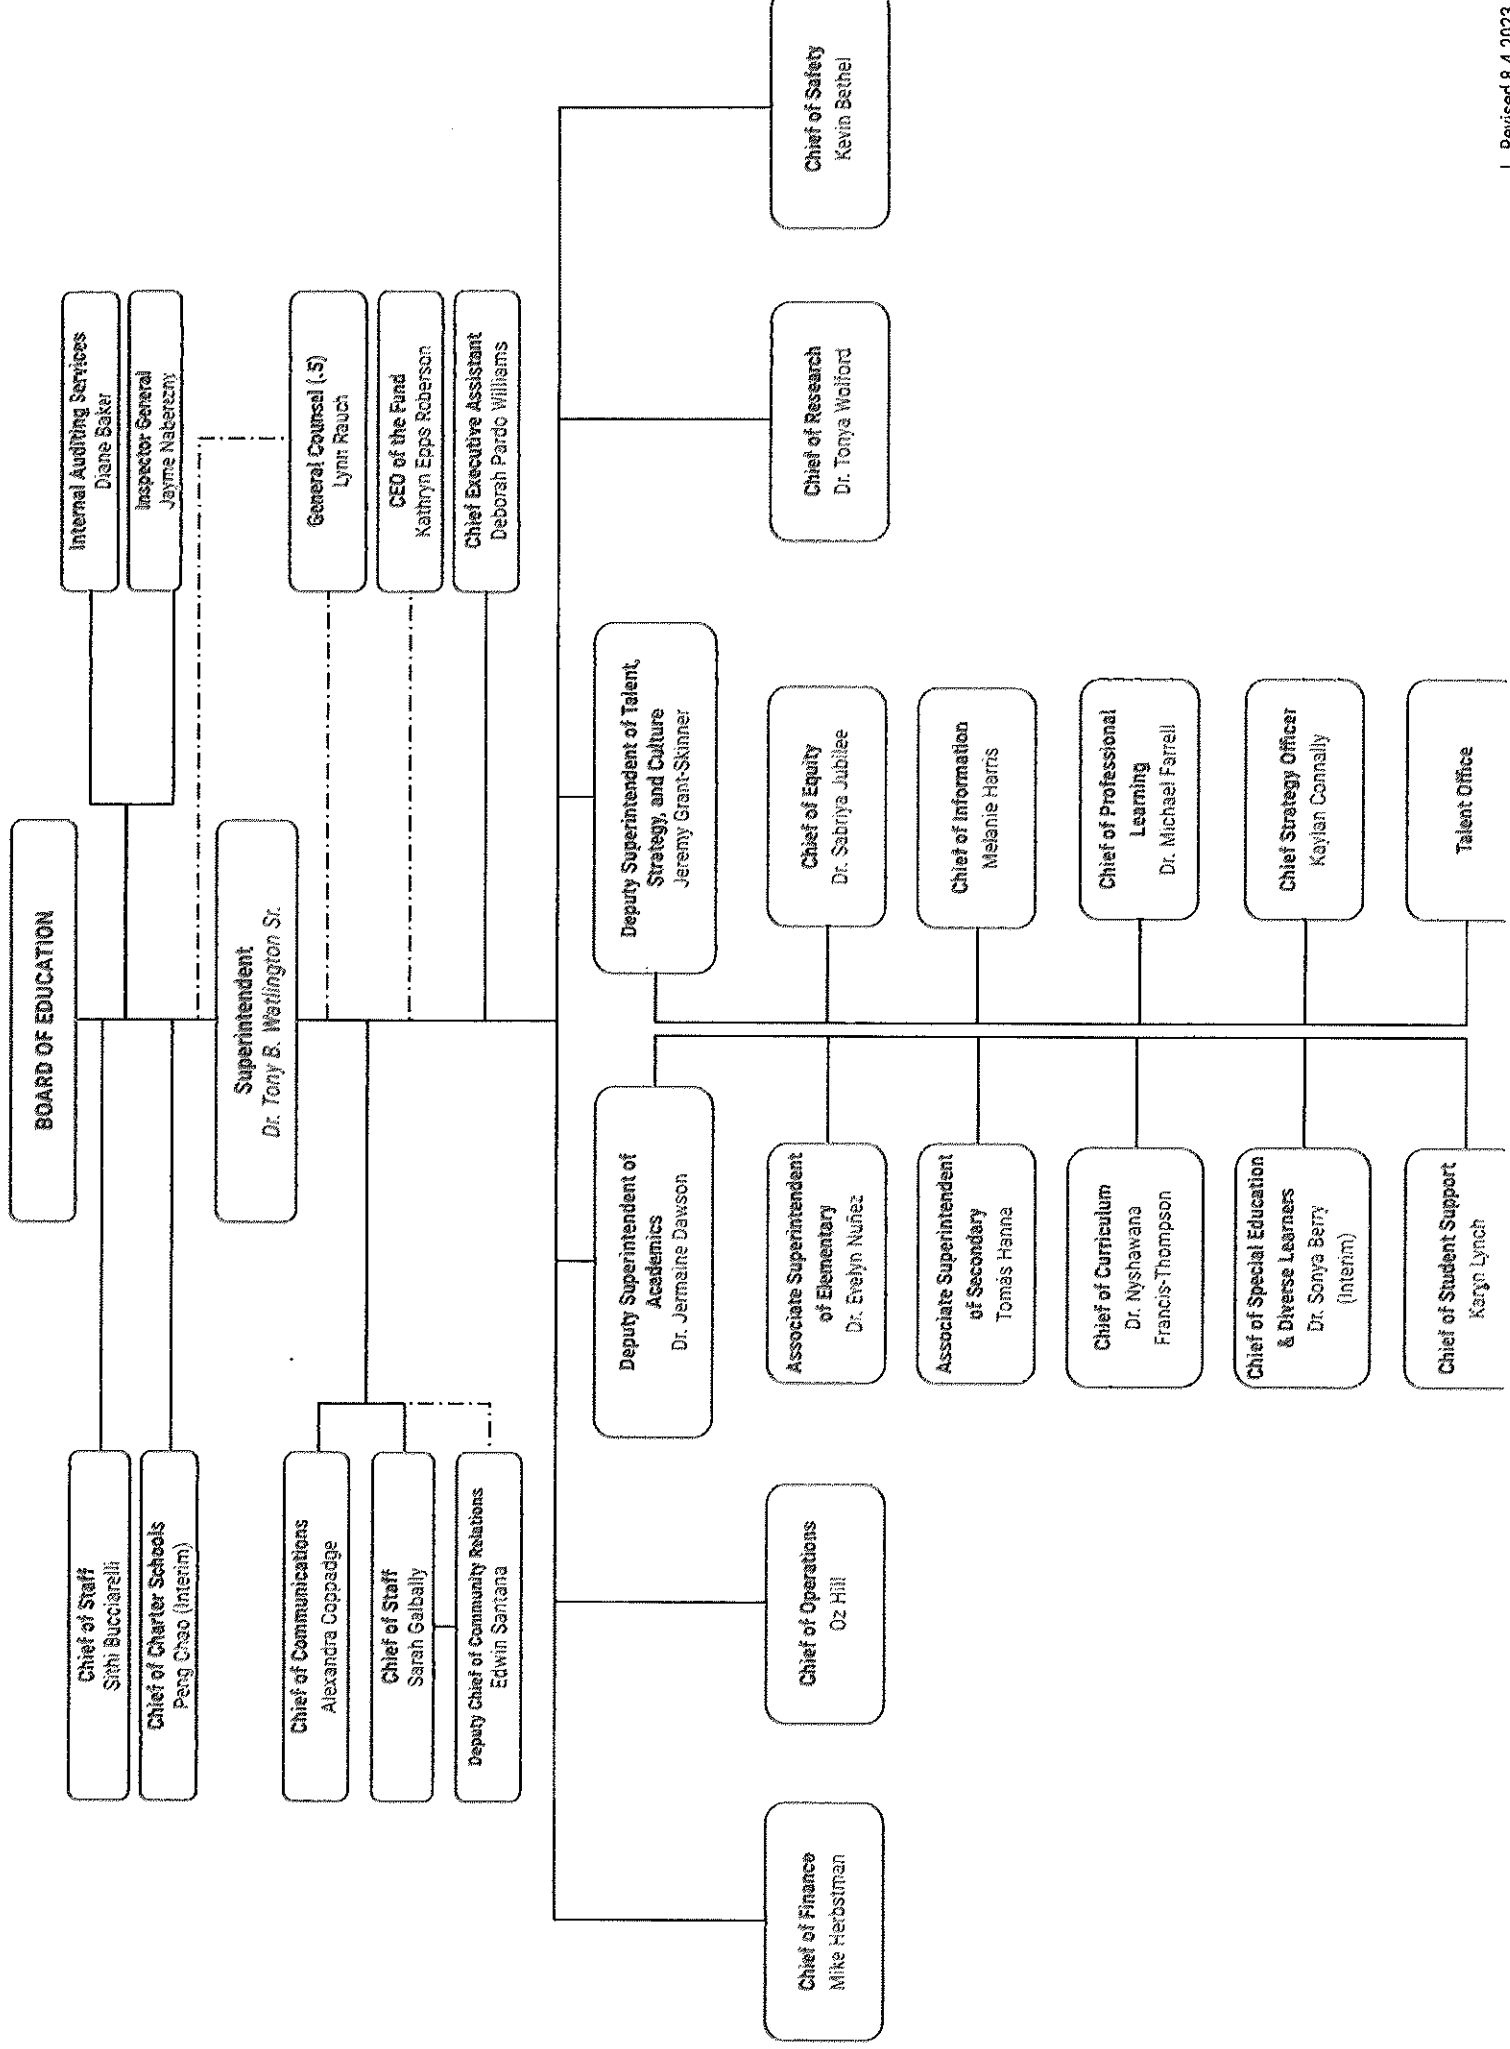 BOARD OF EDUCATION
Chief of Staff
Sithi Bucciarelli
Chief of Charter Schools
Peng Chao (Interim)
Internal Auditing Services
Diane Baker
Inspector General
Jayme Naberezny
Superintendent
Dr. Tony B. Watlington Sr.
Chief of Communications
Alexandra Coppadge
Chief of Staff
Sarah Galbally
Deputy Chief of Community Relations
Edwin Santana
General Counsel (.5)
Lynn Rauch
CEO of the Fund
Kathryn Epps Roberson
Chief Executive Assistant
Deborah Pardo Williams
Chief of Finance
Mike Herbstman
Chief of Operations
Oz Hill
Deputy Superintendent of
Academics
Dr. Jermaine Dawson
Associate Superintendent
of Elementary
Dr. Evelyn Nuñez
Associate Superintendent
of Secondary
Tomás Hanna
Chief of Curriculum
Dr. Nyshawana
Francis-Thompson
Chief of Special Education
& Diverse Learners
Dr. Sonya Berry
(Interim)
Chief of Student Support
Karyn Lynch
Deputy Superintendent of Talent,
Strategy, and Culture
Jeremy Grant-Skinner
Chief of Equity
Dr. Sabriya Jubilee
Chief of Information
Melanie Harris
Chief of Professional
Learning
Dr. Michael Farrell
Chief Strategy Officer
Kaylan Connally
Talent Office
Chief of Research
Dr. Tonya Wolford
Chief of Safety
Kevin Bethel
| Revised 8.4.2023